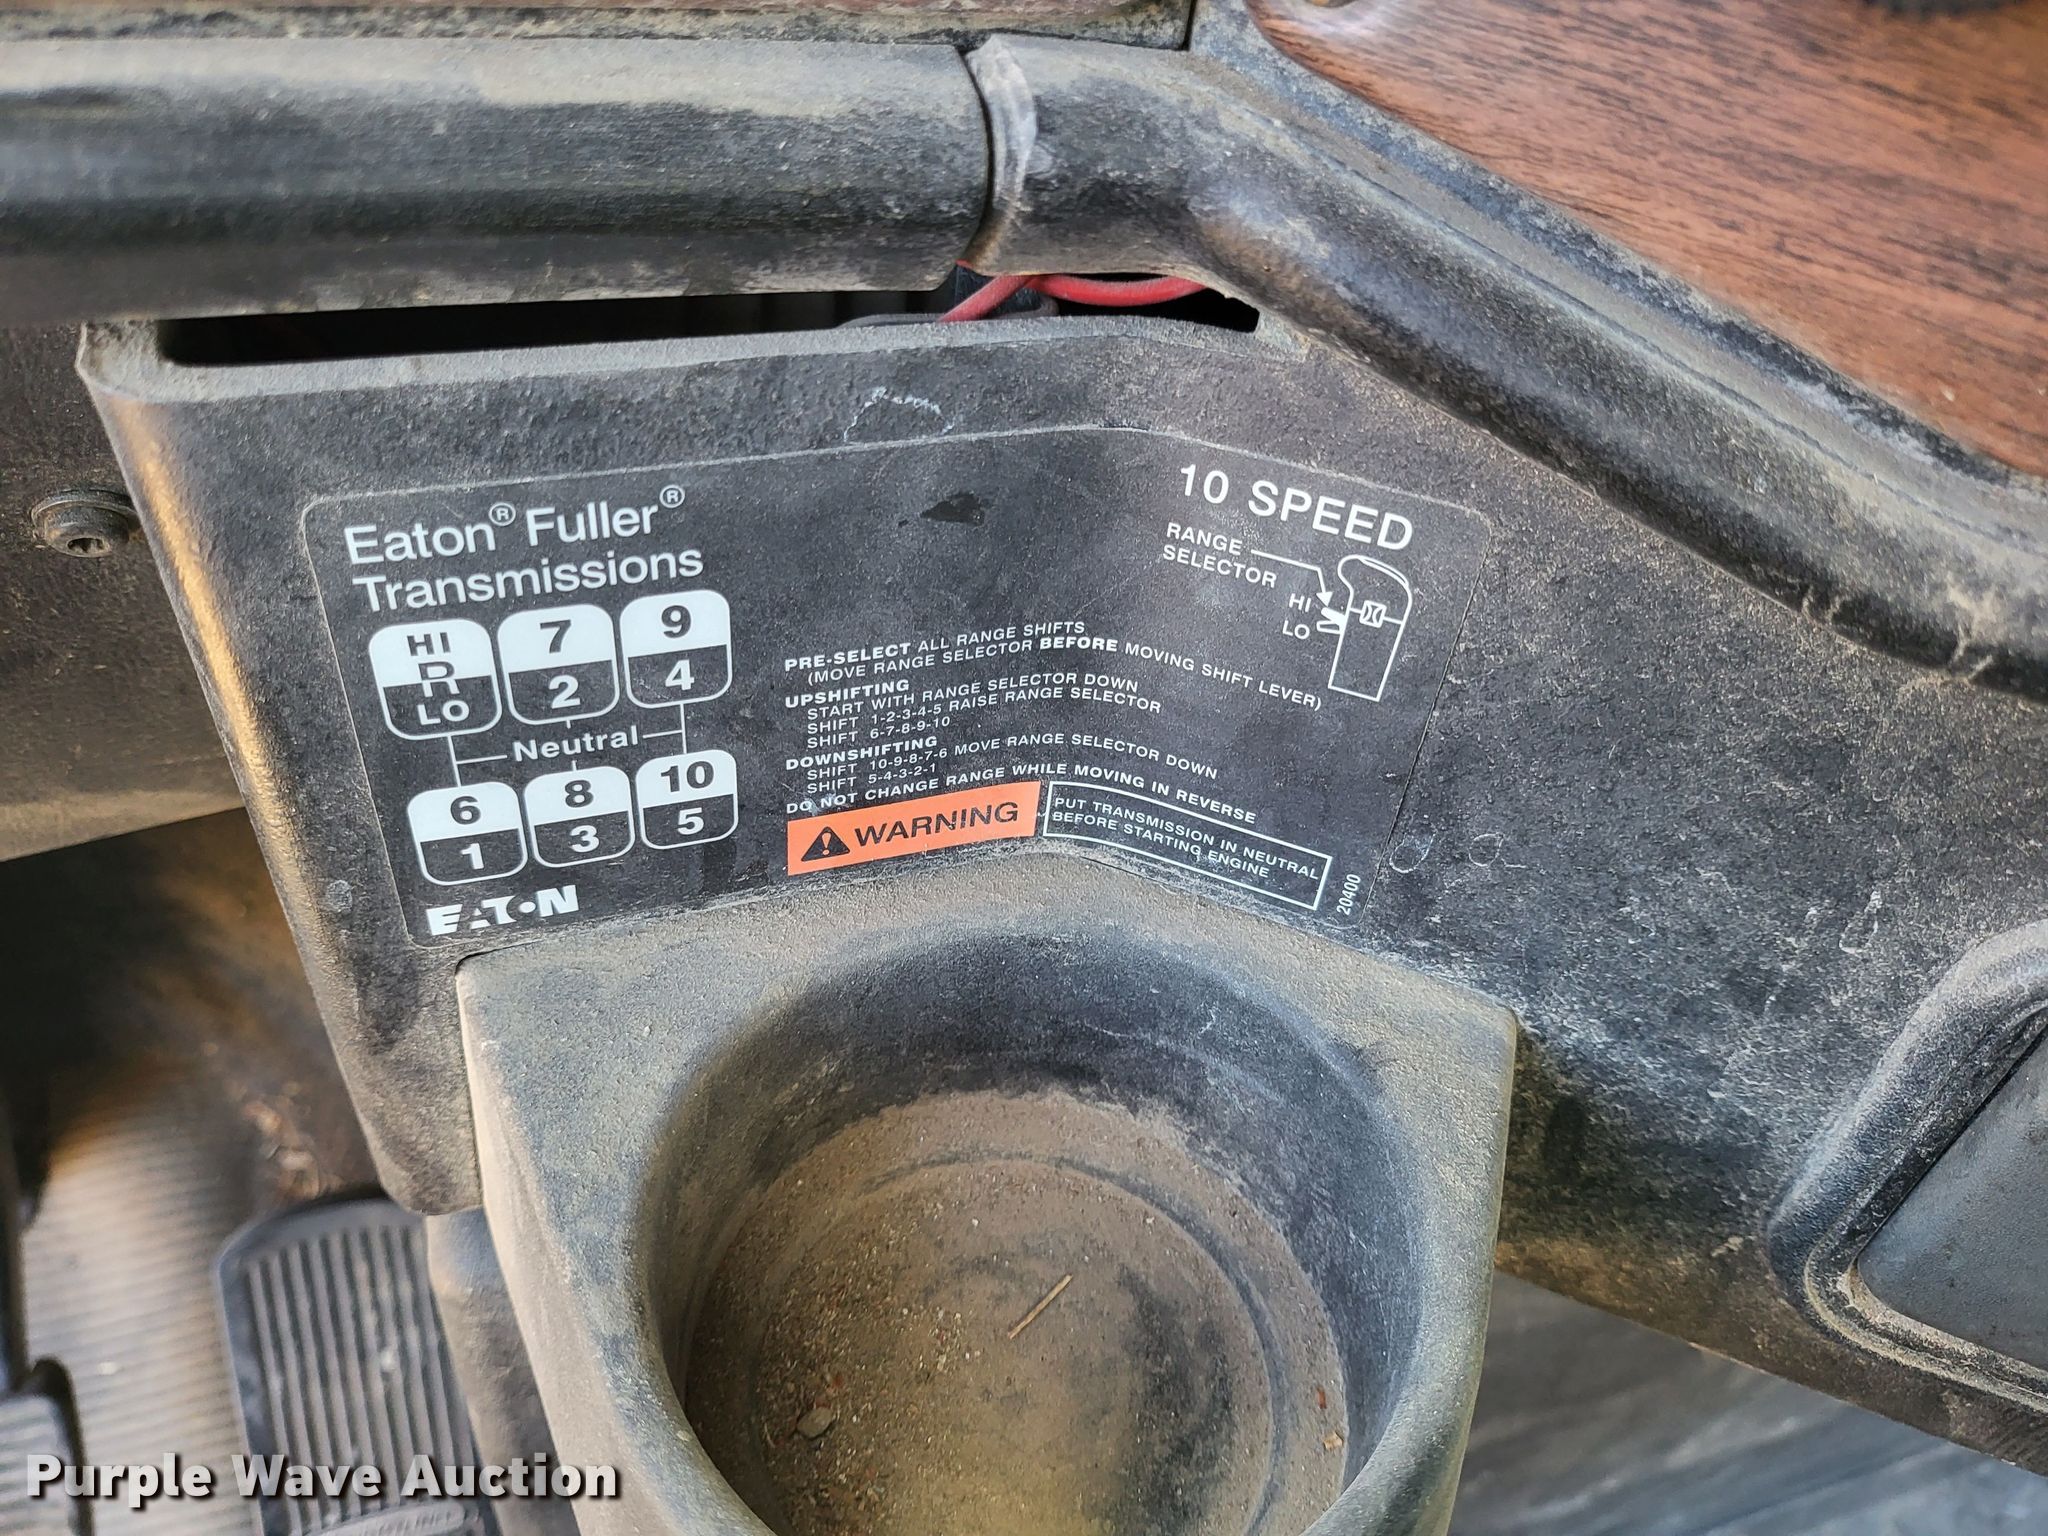 Eaton® Fuller®
Transmissions
HI
R
LO
7
2
9
4
Neutral
6
1
8
3
10
5
EATON
PRE-SELECT ALL RANGE SHIFTS
(MOVE RANGE SELECTOR BEFORE MOVING SHIFT LEVER)
UPSHIFTING
START WITH RANGE SELECTOR DOWN
SHIFT 1-2-3-4-5 RAISE RANGE SELECTOR
SHIFT 6-7-8-9-10
DOWNSHIFTING
SHIFT 10-9-8-7-6 MOVE RANGE SELECTOR DOWN
SHIFT 5-4-3-2-1
DO NOT CHANGE RANGE WHILE MOVING IN REVERSE
WARNING
PUT TRANSMISSION IN NEUTRAL
BEFORE STARTING ENGINE
10 SPEED
RANGE
SELECTOR
HI
LO
20400
Purple Wave Auction